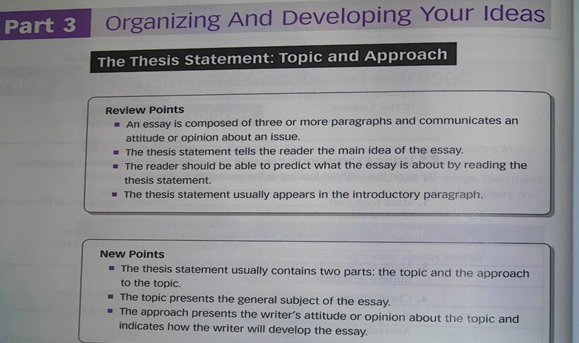 Part 3 Organizing And Developing Your Ideas
The Thesis Statement: Topic and Approach
Review Points
■ An essay is composed of three or more paragraphs and communicates an
attitude or opinion about an issue.
■ The thesis statement tells the reader the main idea of the essay.
■ The reader should be able to predict what the essay is about by reading the
thesis statement.
■ The thesis statement usually appears in the introductory paragraph.
New Points
■ The thesis statement usually contains two parts: the topic and the approach
to the topic.
■ The topic presents the general subject of the essay.
■ The approach presents the writer's attitude or opinion about the topic and
indicates how the writer will develop the essay.